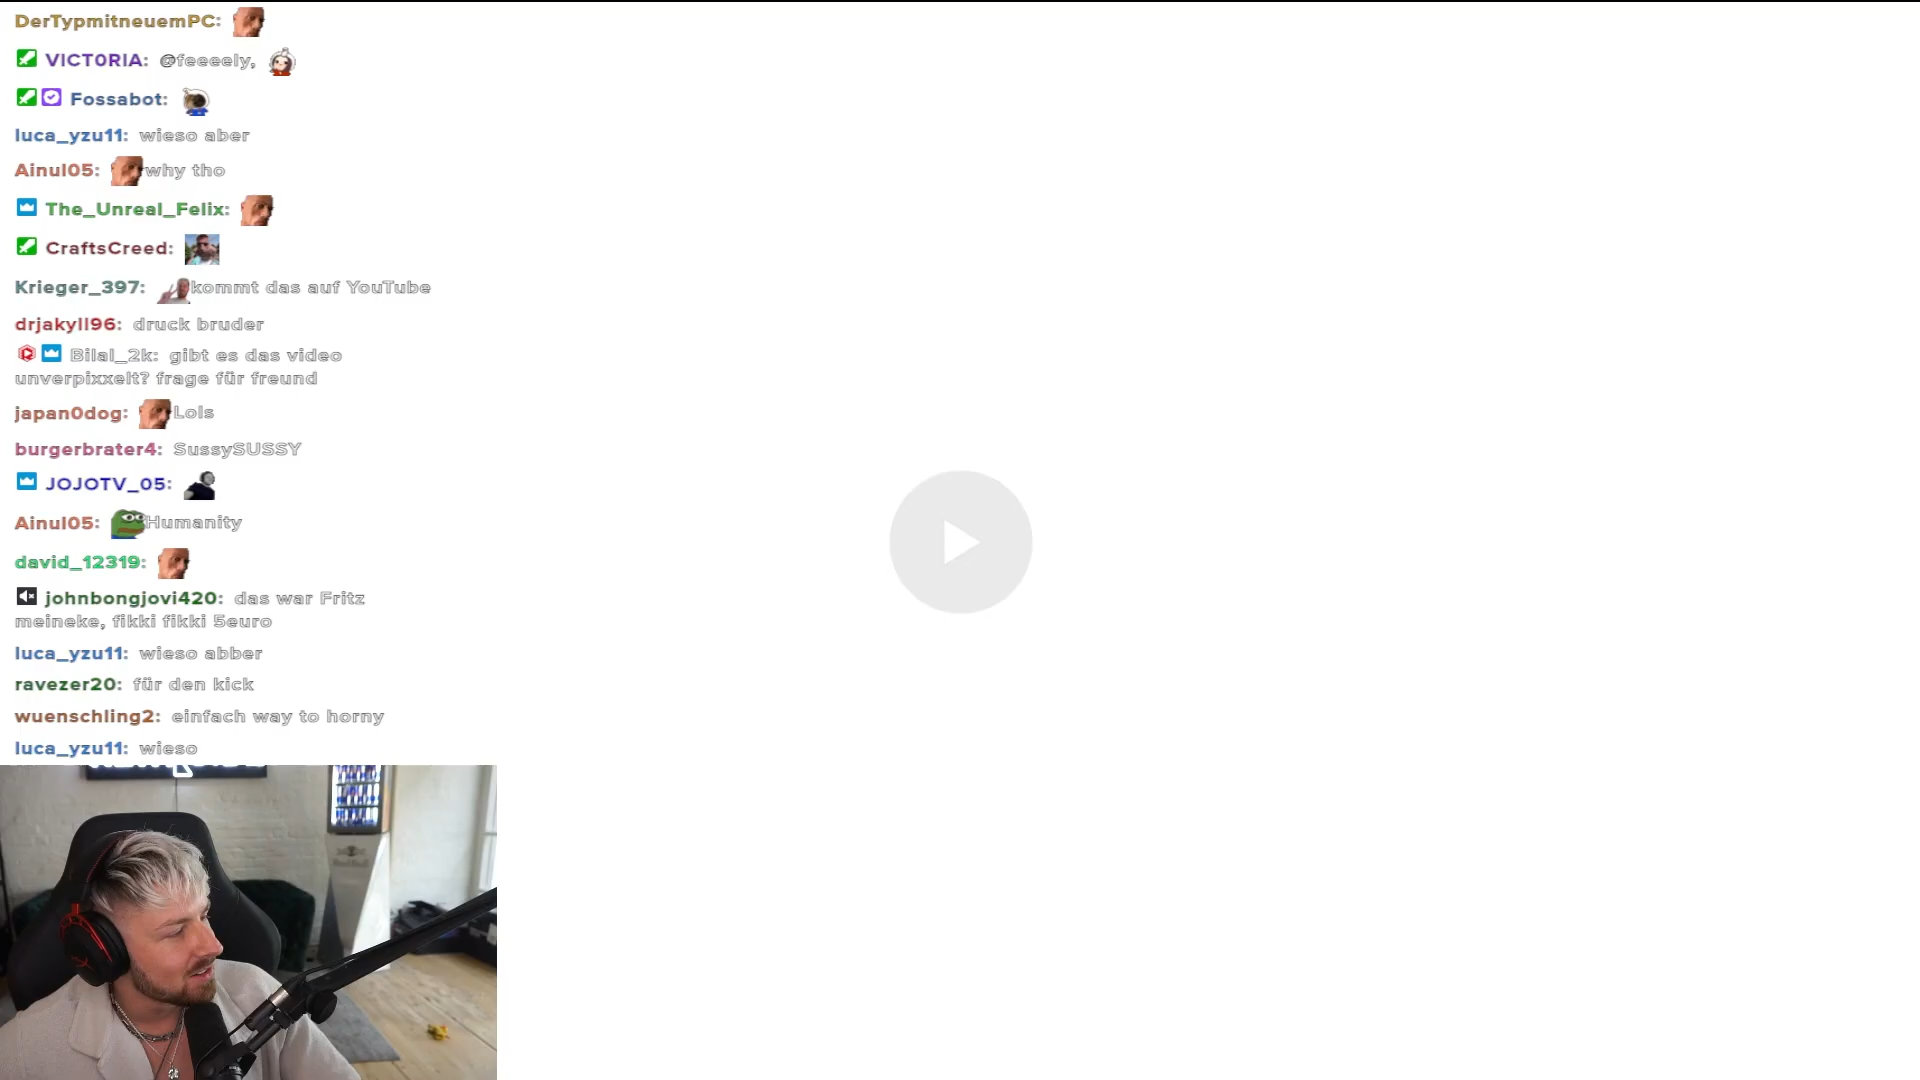 DerTypmitneuemPC:
VICT0RIA: @feeeely,
Fossabot:
luca_yzu11: wieso aber
Ainul05: why tho
The_Unreal_Felix:
CraftsCreed:
Krieger_397: kommt das auf YouTube
drjakyll96: druck bruder
Bilal_2k: gibt es das video
unverpixxelt? frage für freund
japan0dog: Lols
burgerbrater4: SussySUSSY
JOJOTV_05:
Ainul05: Humanity
david_12319:
johnbongjovi420: das war Fritz
meineke, fikki fikki 5euro
luca_yzu11: wieso abber
ravezer20: für den kick
wuenschling2: einfach way to horny
luca_yzu11: wieso